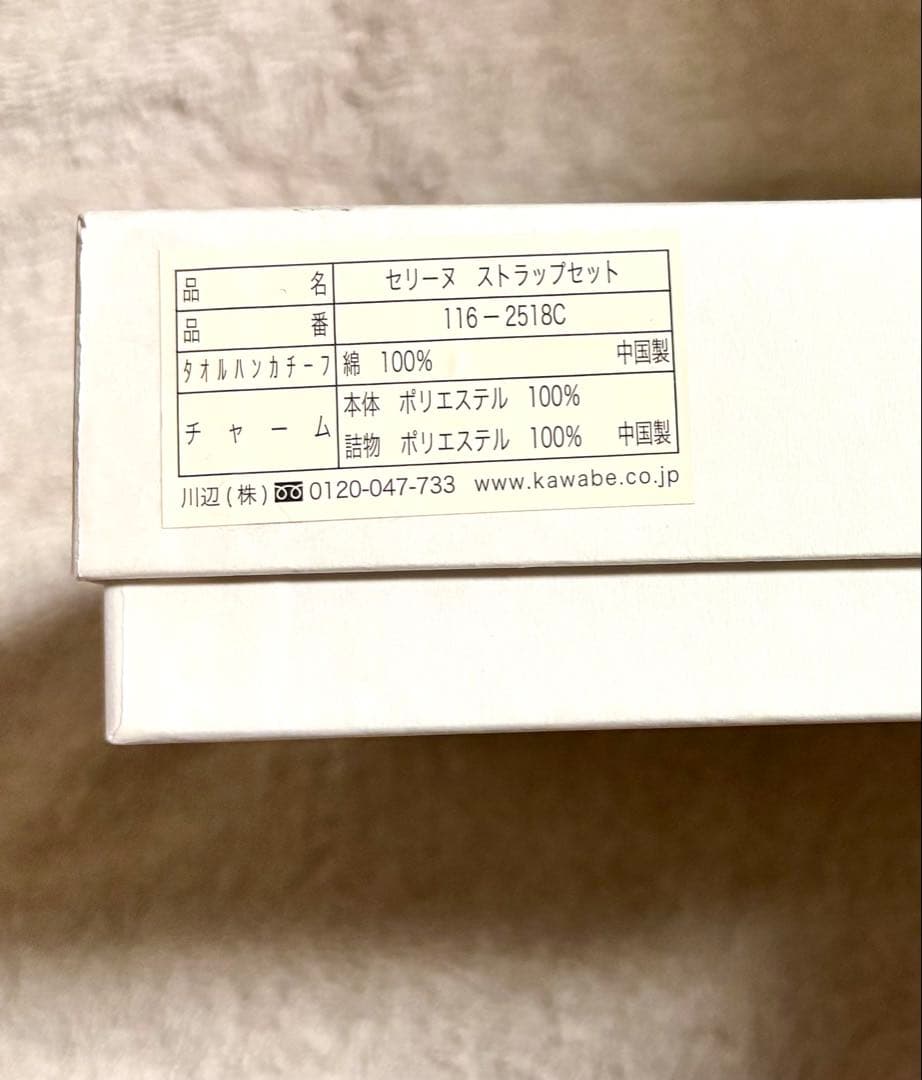 品名 セリーヌ ストラップセット
品番 116-2518C
タオルハンカチーフ 綿 100% 中国製
チャーム 本体 ポリエステル 100%
詰物 ポリエステル 100% 中国製
川辺(株) 0120-047-733 www.kawabe.co.jp